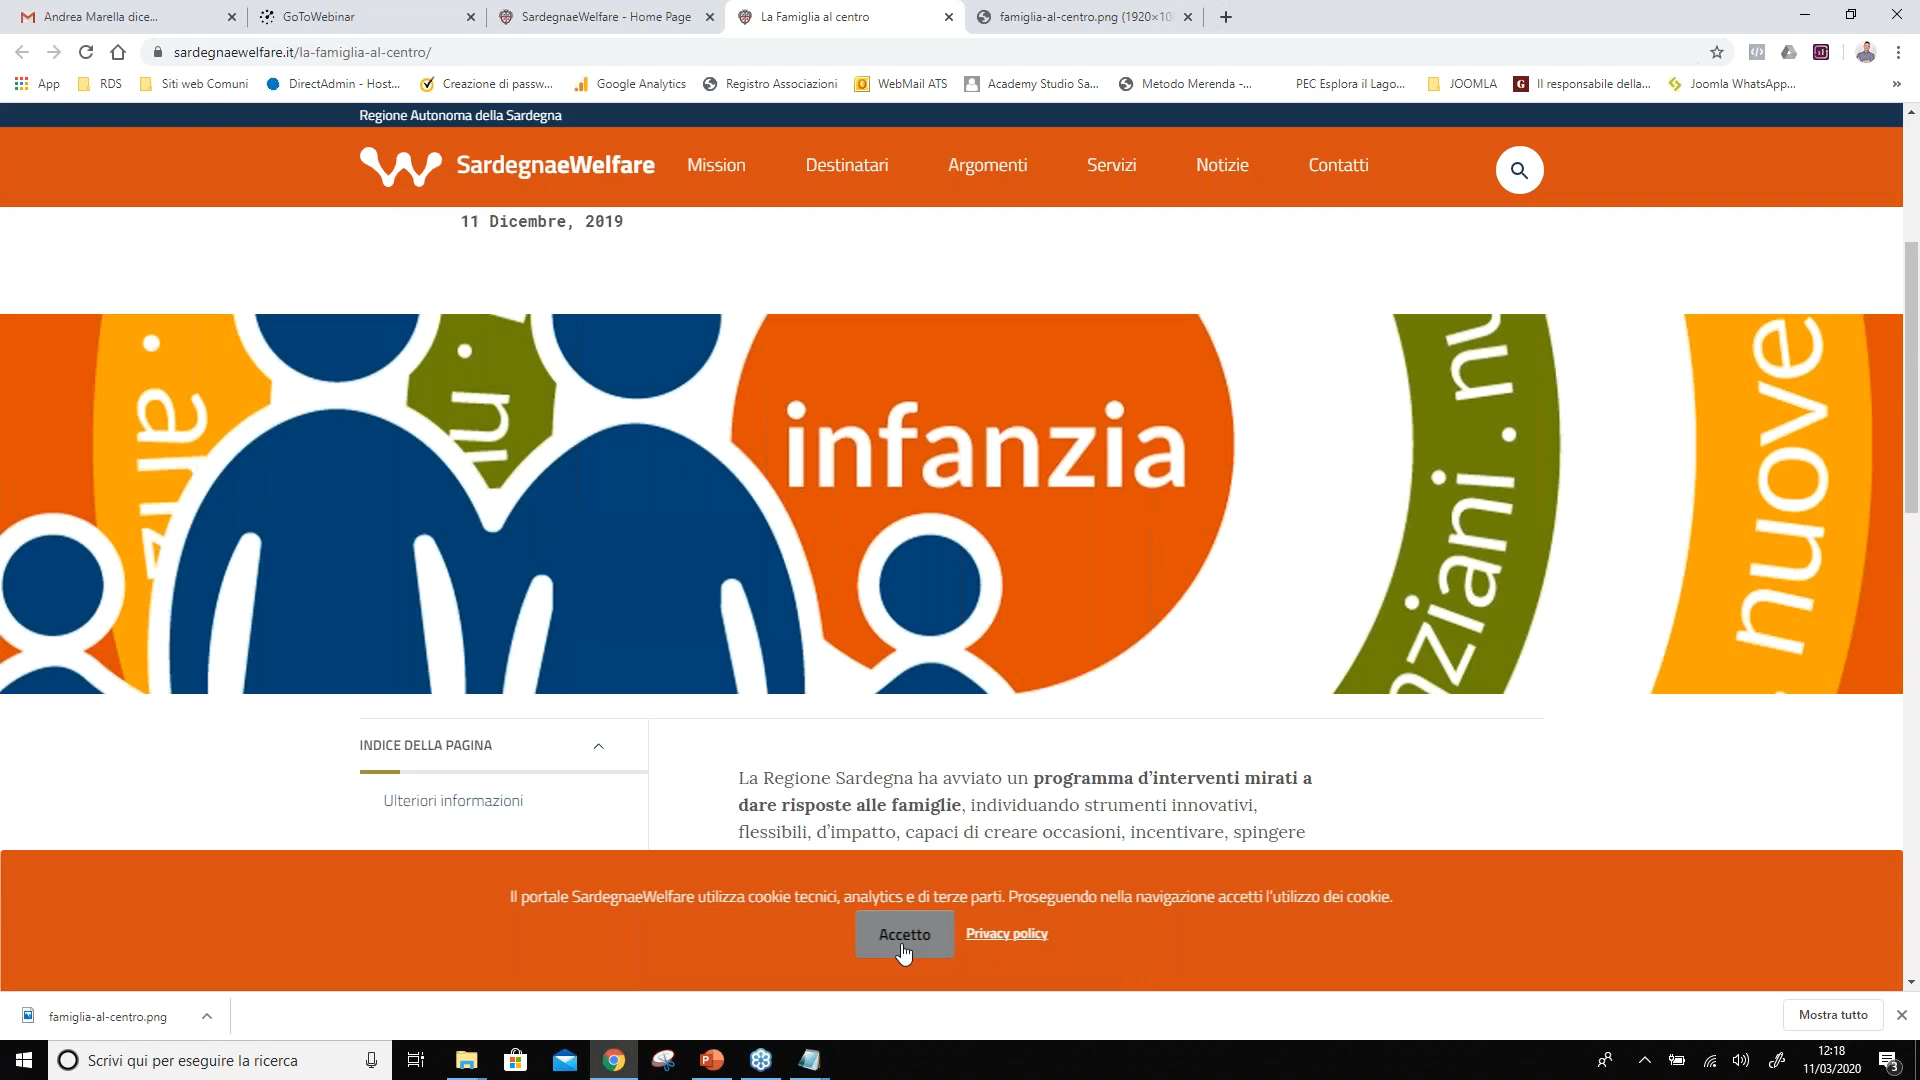 Andrea Marella dice...
GoToWebinar
SardegnaeWelfare - Home Page
La Famiglia al centro
famiglia-al-centro.png (1920×10
sardegnaewelfare.it/la-famiglia-al-centro/
App
RDS
Siti web Comuni
DirectAdmin - Host...
Creazione di passw...
Google Analytics
Registro Associazioni
WebMail ATS
Academy Studio Sa...
Metodo Merenda -...
PEC Esplora il Lago...
JOOMLA
Il responsabile della...
Joomla WhatsApp...
»
Regione Autonoma della Sardegna
SardegnaeWelfare
Mission
Destinatari
Argomenti
Servizi
Notizie
Contatti
11 Dicembre, 2019
infanzia
nziani . nu
nuove
INDICE DELLA PAGINA
Ulteriori informazioni
La Regione Sardegna ha avviato un programma d'interventi mirati a
dare risposte alle famiglie, individuando strumenti innovativi,
flessibili, d'impatto, capaci di creare occasioni, incentivare, spingere
Il portale SardegnaeWelfare utilizza cookie tecnici, analytics e di terze parti. Proseguendo nella navigazione accetti l'utilizzo dei cookie.
Accetto
Privacy policy
famiglia-al-centro.png
Mostra tutto
Scrivi qui per eseguire la ricerca
12:18
11/03/2020
3